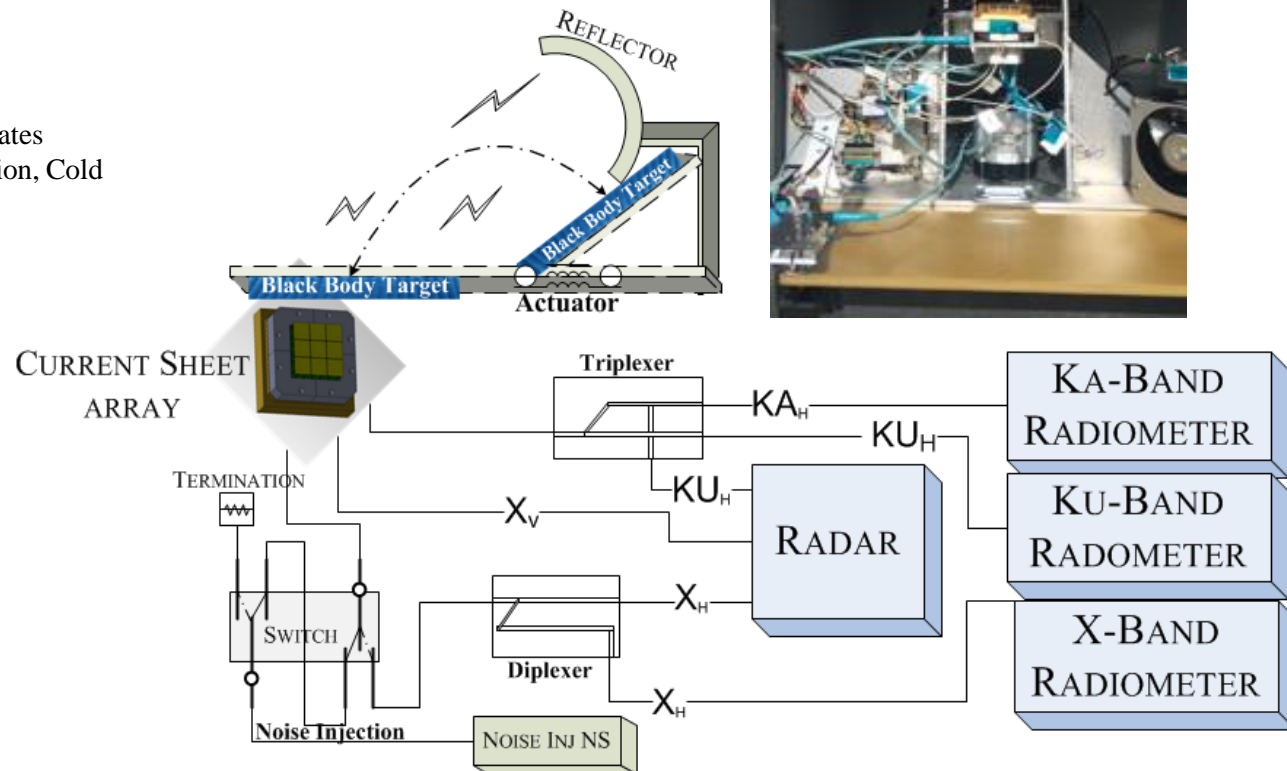 ates
ion, Cold
REFLECTOR
Black Body Target
Black Body Target
Actuator
CURRENT SHEET
ARRAY
Triplexer
KA-BAND
RADIOMETER
KAH
KUH
TERMINATION
KUH
XV
RADAR
KU-BAND
RADOMETER
SWITCH
XH
Diplexer
X-BAND
RADIOMETER
XH
Noise Injection
NOISE INJ NS